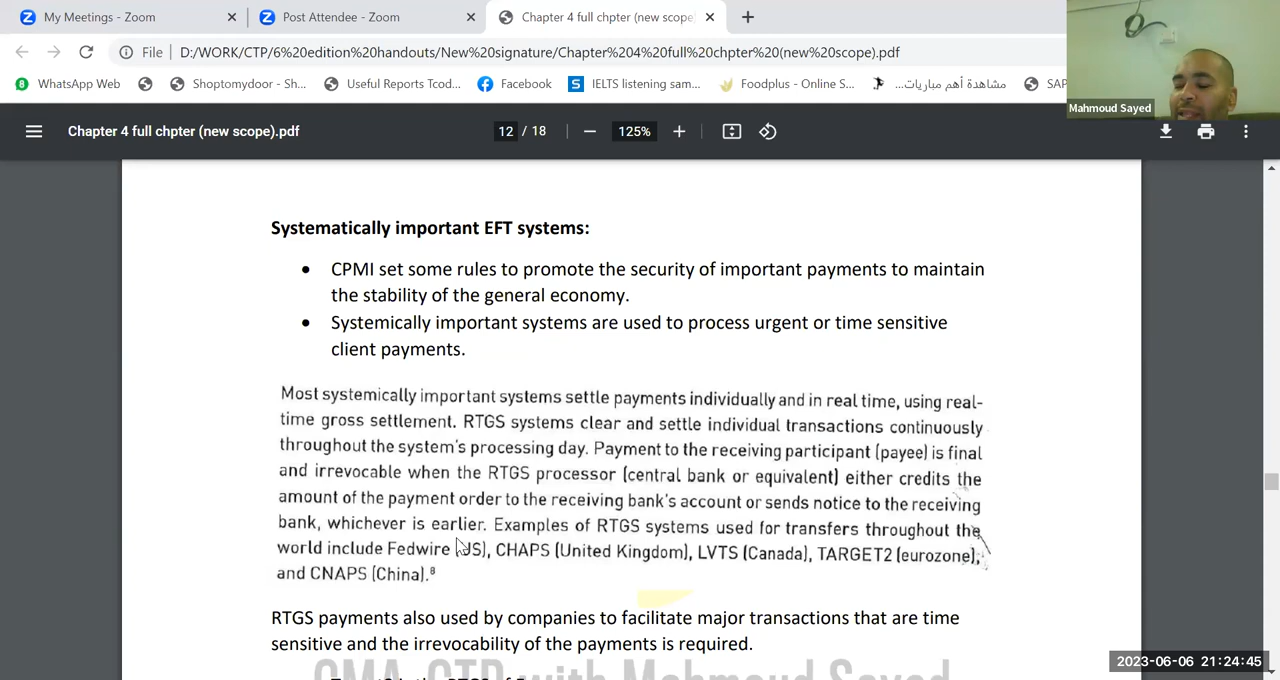 My Meetings - Zoom
Post Attendee - Zoom
Chapter 4 full chpter (new scope
File
D:/WORK/CTP/6%20edition%20handouts/New%20signature/Chapter%204%20full%20chpter%20(new%20scope).pdf
WhatsApp Web
Shoptomydoor - Sh...
Useful Reports Tcod...
Facebook
S IELTS listening sam...
Foodplus - Online S...
مشاهدة أهم مباريات...
SAP
Mahmoud Sayed
Chapter 4 full chpter (new scope).pdf
12 / 18
125%
Systematically important EFT systems:
• CPMI set some rules to promote the security of important payments to maintain
the stability of the general economy.
• Systemically important systems are used to process urgent or time sensitive
client payments.
Most systemically important systems settle payments individually and in real time, using real-
time gross settlement. RTGS systems clear and settle individual transactions continuously
throughout the system's processing day. Payment to the receiving participant (payee) is final
and irrevocable when the RTGS processor (central bank or equivalent) either credits the
amount of the payment order to the receiving bank's account or sends notice to the receiving
bank, whichever is earlier. Examples of RTGS systems used for transfers throughout the
world include Fedwire (US), CHAPS (United Kingdom), LVTS (Canada), TARGET2 (eurozone),
and CNAPS (China).⁸
RTGS payments also used by companies to facilitate major transactions that are time
sensitive and the irrevocability of the payments is required.
CMA CTP with Mahmoud Sayed
2023-06-06 21:24:45